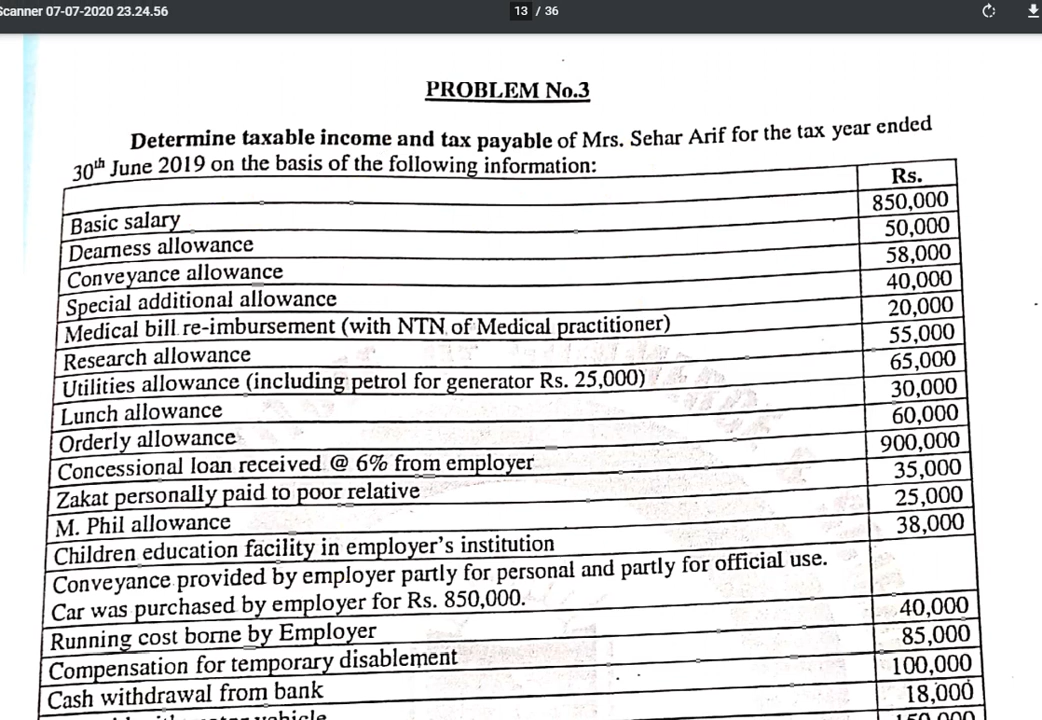 Scanner 07-07-2020 23.24.56 13 / 36
PROBLEM No.3
Determine taxable income and tax payable of Mrs. Sehar Arif for the tax year ended
30th June 2019 on the basis of the following information:
Rs.
Basic salary 850,000
Dearness allowance 50,000
Conveyance allowance 58,000
Special additional allowance 40,000
Medical bill re-imbursement (with NTN of Medical practitioner) 20,000
Research allowance 55,000
Utilities allowance (including petrol for generator Rs. 25,000) 65,000
Lunch allowance 30,000
Orderly allowance 60,000
Concessional loan received @ 6% from employer 900,000
Zakat personally paid to poor relative 35,000
M. Phil allowance 25,000
Children education facility in employer's institution 38,000
Conveyance provided by employer partly for personal and partly for official use.
Car was purchased by employer for Rs. 850,000.
Running cost borne by Employer 40,000
Compensation for temporary disablement 85,000
Cash withdrawal from bank 100,000
vehicle 18,000